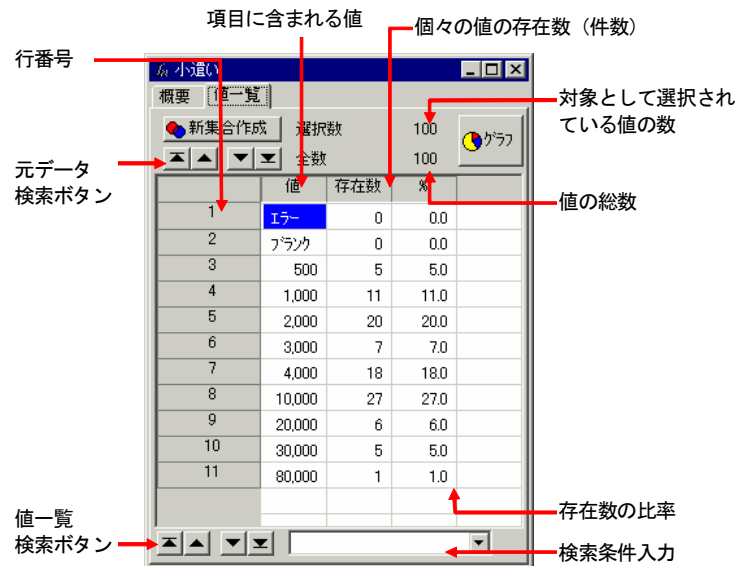 項目に含まれる値
個々の値の存在数（件数）
行番号
小遣い
概要 値一覧
対象として選択され
ている値の数
新集合作成 選択数 100 グラフ
全数 100
元データ
検索ボタン
値の総数
値 存在数 %
1 エラー 0 0.0
2 ブランク 0 0.0
3 500 5 5.0
4 1,000 11 11.0
5 2,000 20 20.0
6 3,000 7 7.0
7 4,000 18 18.0
8 10,000 27 27.0
9 20,000 6 6.0
10 30,000 5 5.0
11 80,000 1 1.0
存在数の比率
値一覧
検索ボタン
検索条件入力